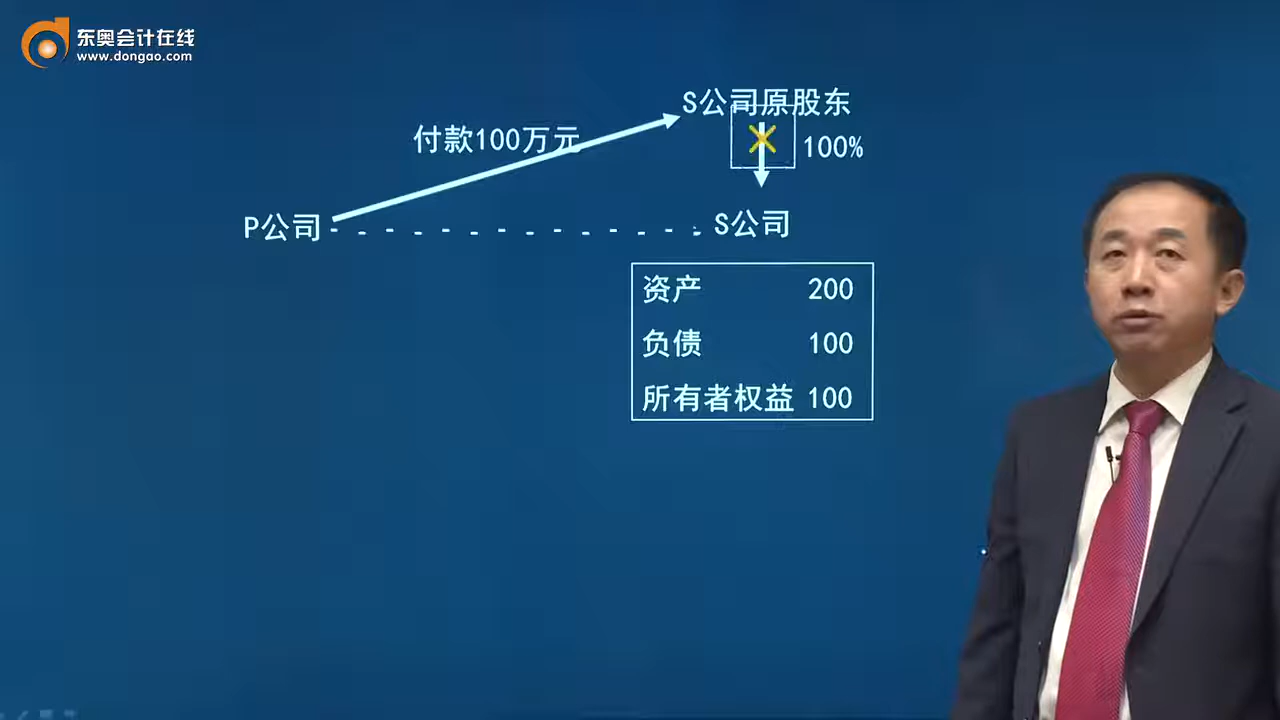 东奥会计在线
www.dongao.com
S公司原股东
付款100万元
100%
P公司
S公司
资产 200
负债 100
所有者权益 100